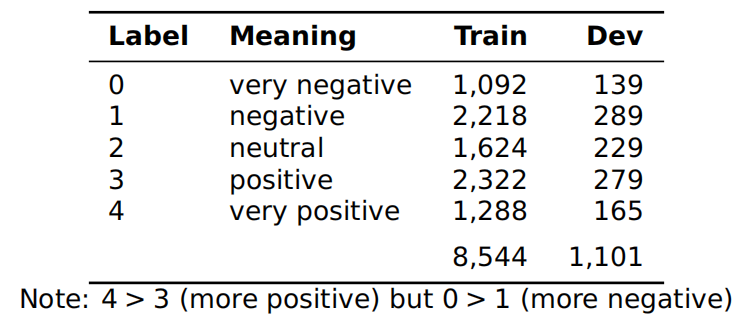 Label Meaning Train Dev
0 very negative 1,092 139
1 negative 2,218 289
2 neutral 1,624 229
3 positive 2,322 279
4 very positive 1,288 165
8,544 1,101
Note: 4 > 3 (more positive) but 0 > 1 (more negative)